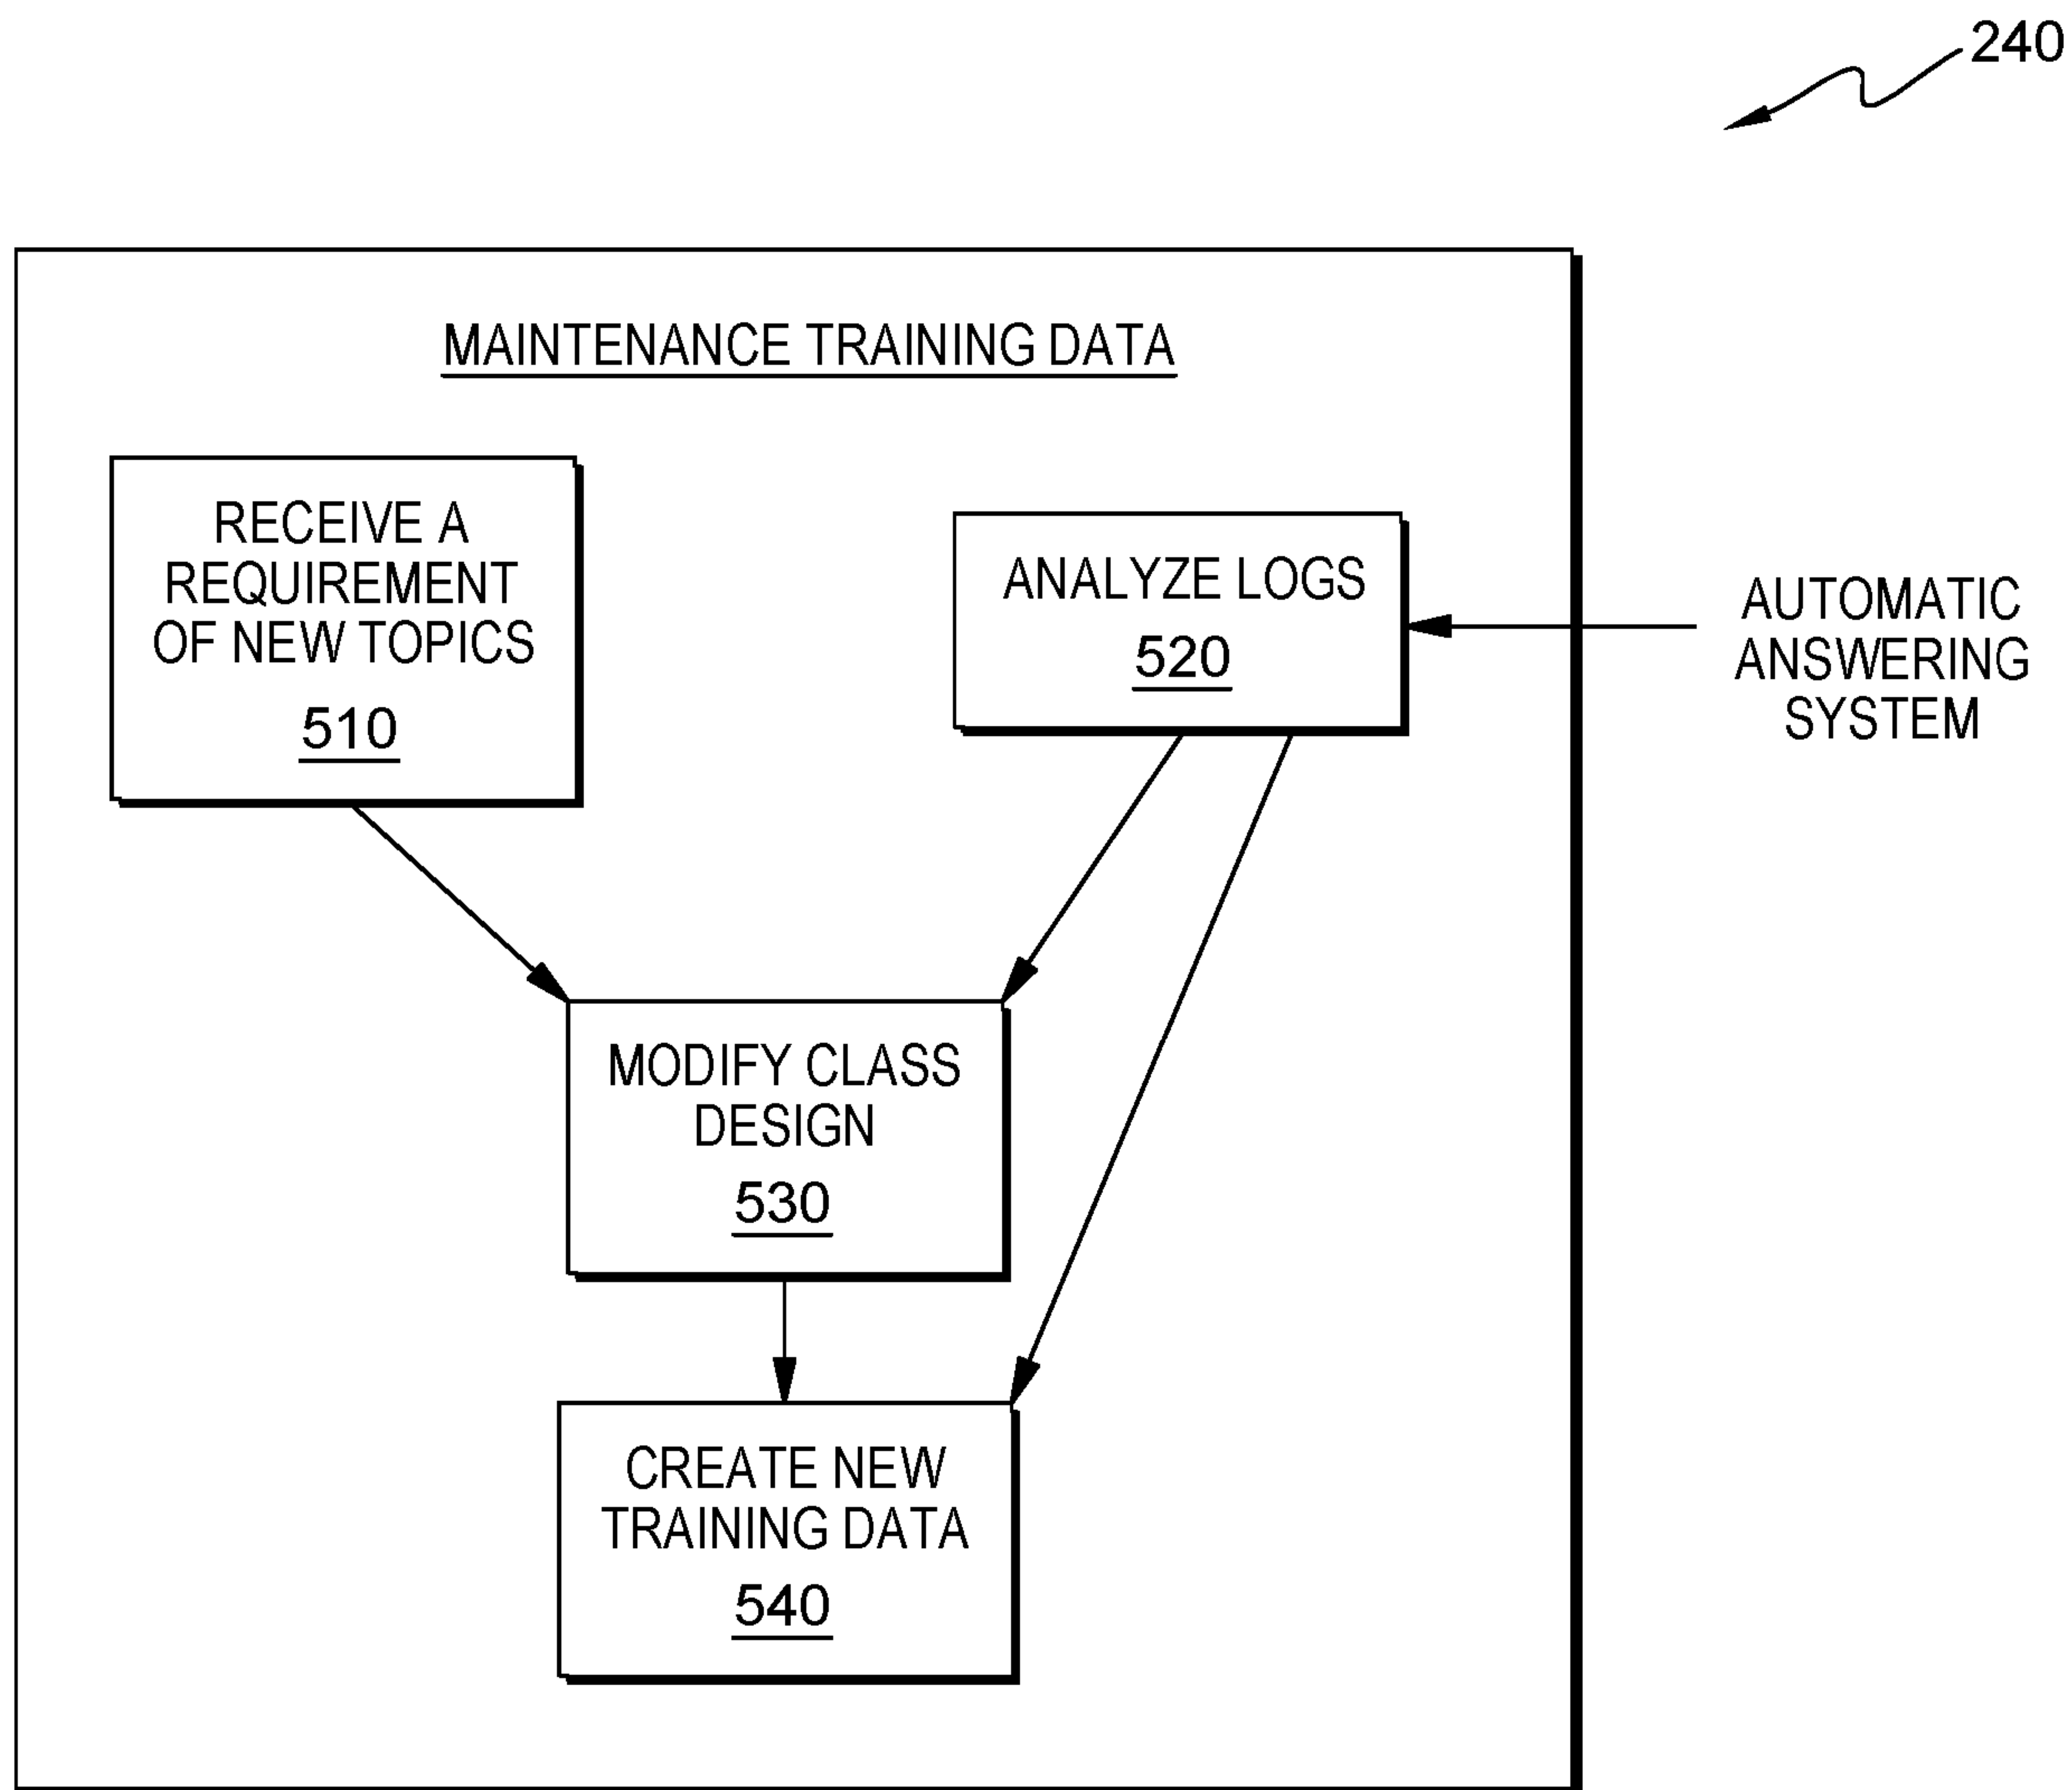 240
MAINTENANCE TRAINING DATA
RECEIVE A
REQUIREMENT
OF NEW TOPICS
510
ANALYZE LOGS
520
AUTOMATIC
ANSWERING
SYSTEM
MODIFY CLASS
DESIGN
530
CREATE NEW
TRAINING DATA
540